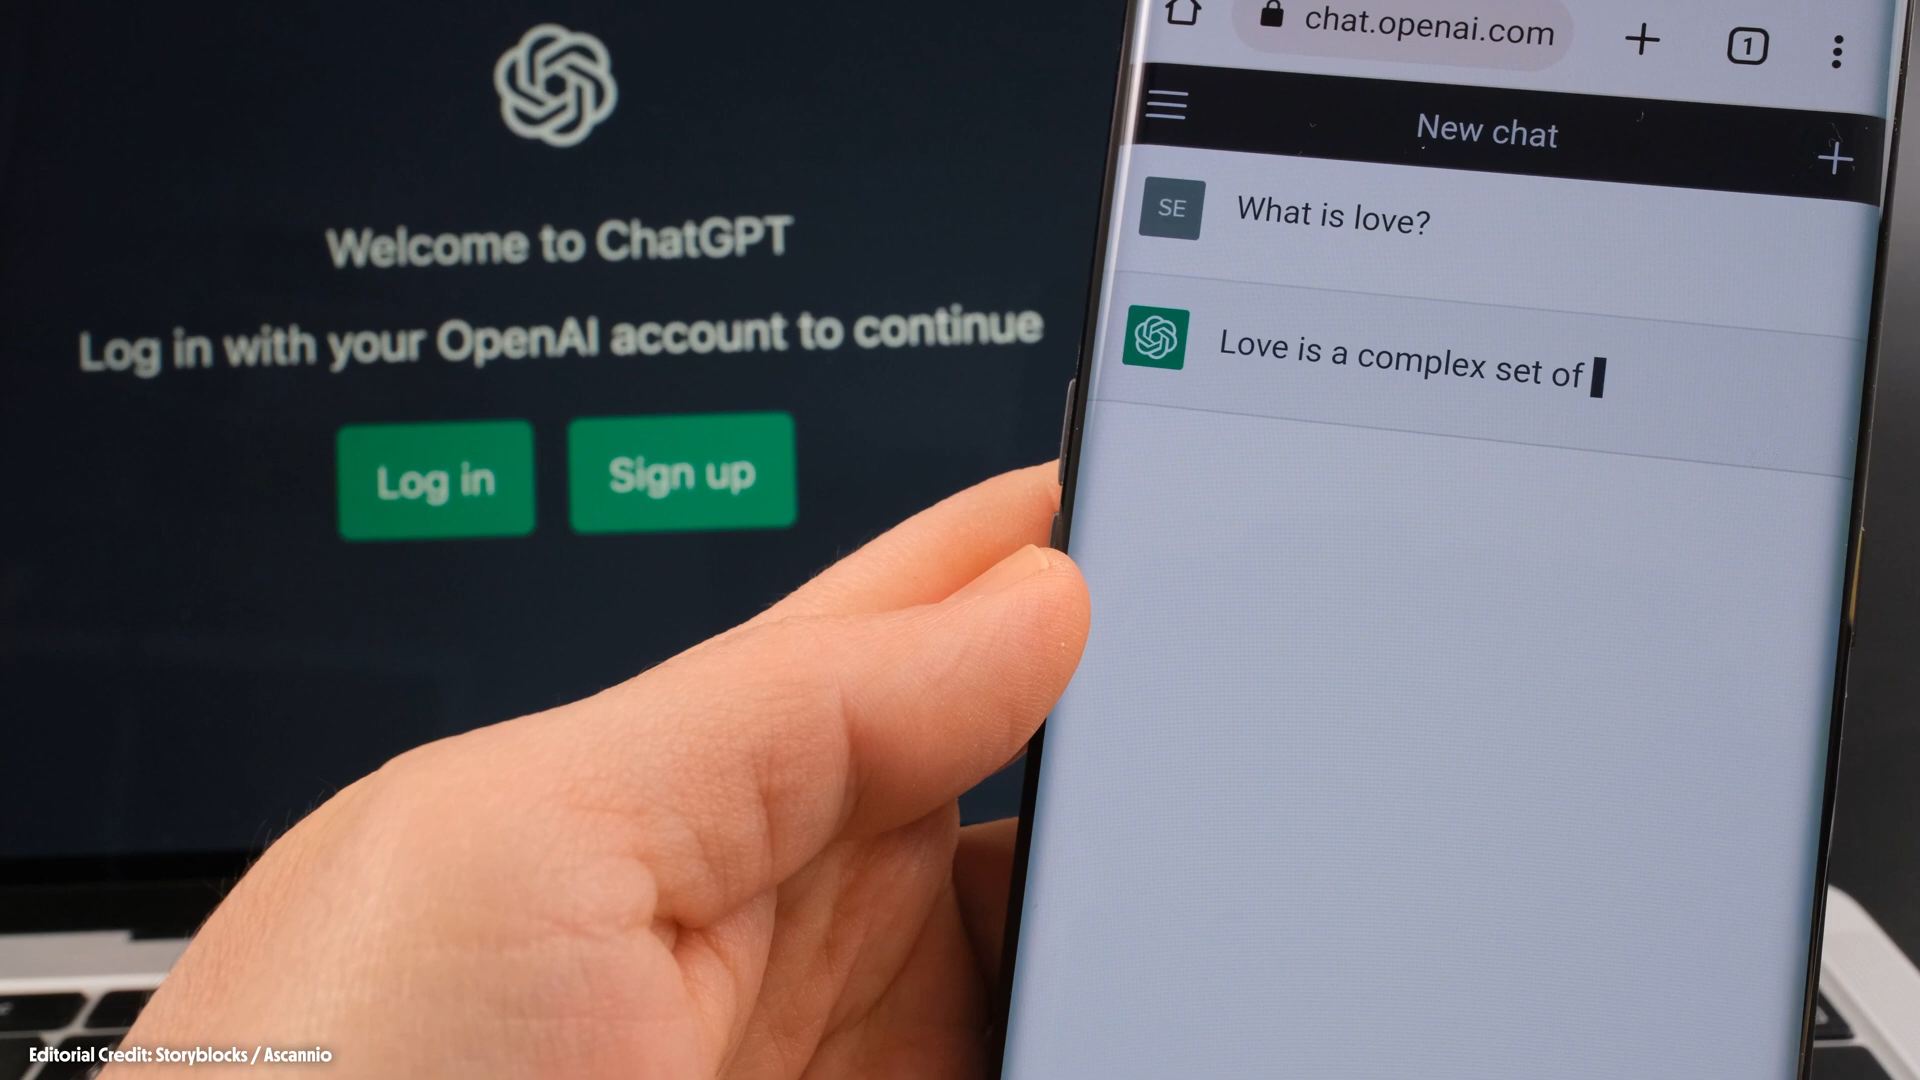 Welcome to ChatGPT
Log in with your OpenAI account to continue
Log in
Sign up
chat.openai.com
1
New chat
SE
What is love?
Love is a complex set of
Editorial Credit: Storyblocks / Ascannio